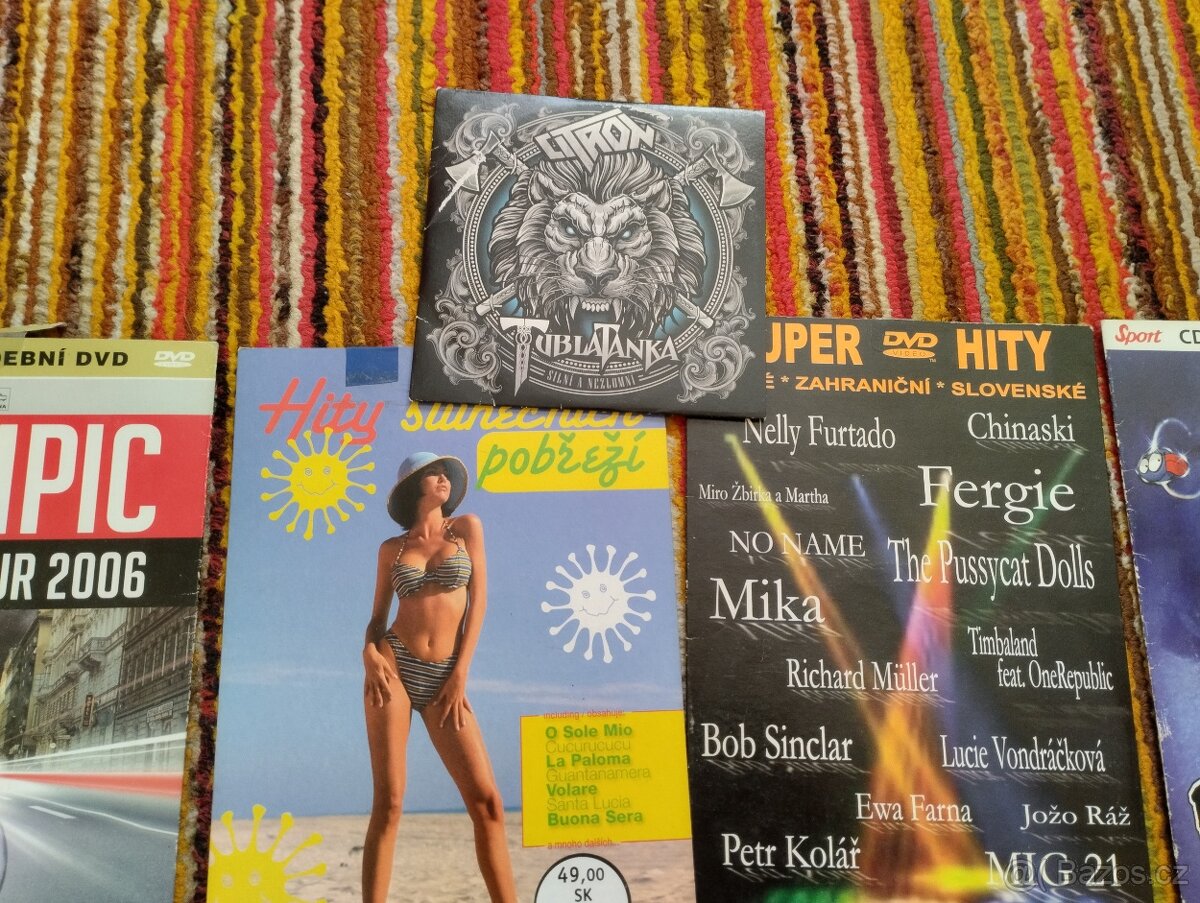 CITRON
TUBLATANKA
SILNÍ A NEZLOMNÍ
DEBNÍ DVD
DVD
MPIC
UR 2006
Hity slunečních
pobřeží
including / obsahuje:
O Sole Mio
Cucurucucu
La Paloma
Guantanamera
Volare
Santa Lucia
Buona Sera
a mnoho dalších...
49,00
SK
UPER DVD VIDEO HITY
É * ZAHRANIČNÍ * SLOVENSKÉ
Nelly Furtado
Chinaski
Miro Žbirka a Martha
Fergie
NO NAME
The Pussycat Dolls
Mika
Timbaland
feat. OneRepublic
Richard Müller
Bob Sinclar
Lucie Vondráčková
Ewa Farna
Jožo Ráž
Petr Kolář
MIG 21
Sport CD
Bazos.cz